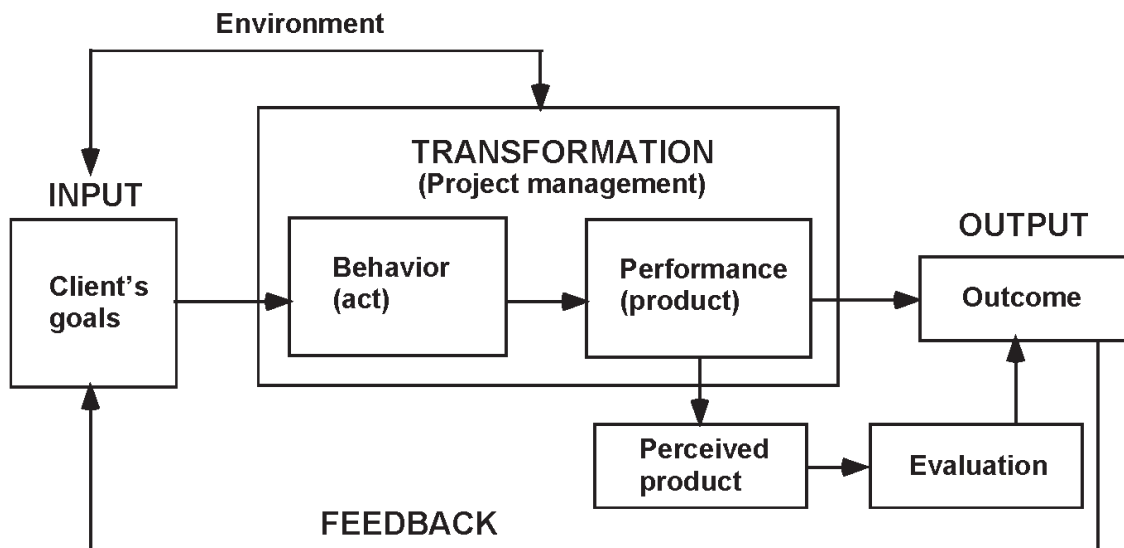 Environment
TRANSFORMATION
(Project management)
INPUT
OUTPUT
Client's
goals
Behavior
(act)
Performance
(product)
Outcome
Perceived
product
Evaluation
FEEDBACK